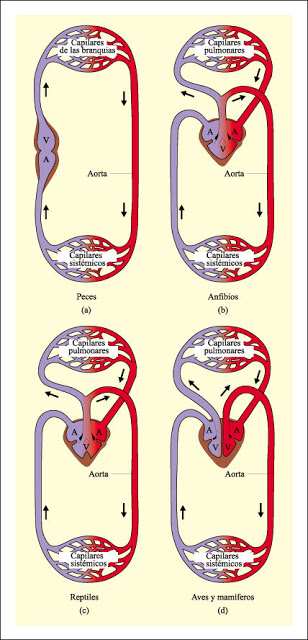 Capilares
de las branquias
V
A
Aorta
Capilares
sistémicos
Peces
(a)
Capilares
pulmonares
A
A
V
Aorta
Capilares
sistémicos
Anfibios
(b)
Capilares
pulmonares
A
A
V
Aorta
Capilares
sistémicos
Reptiles
(c)
Capilares
pulmonares
A
A
V
V
Aorta
Capilares
sistémicos
Aves y mamíferos
(d)